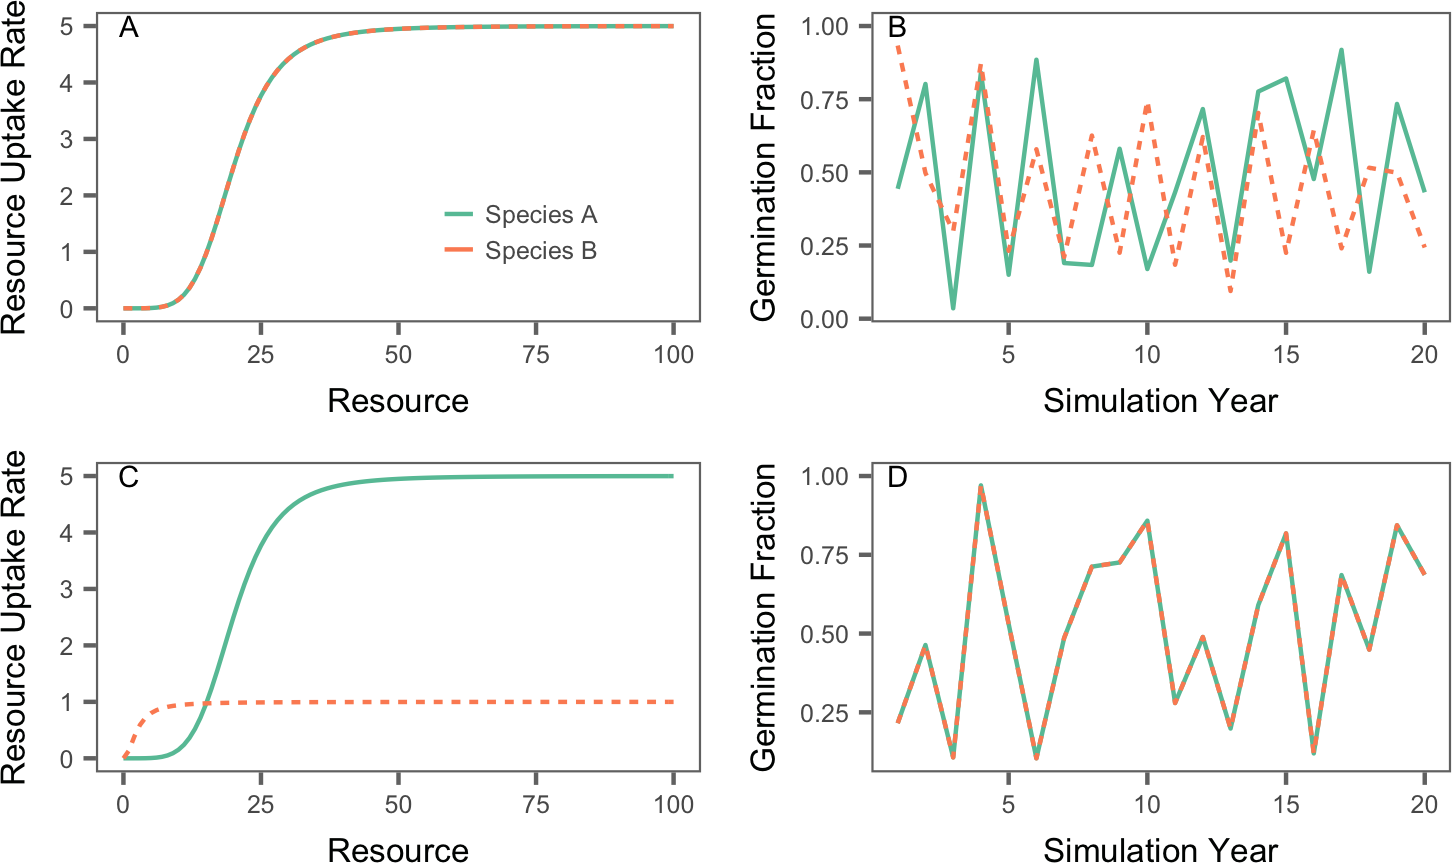 A
Resource Uptake Rate
5
4
3
2
1
0
Species A
Species B
0 25 50 75 100
Resource
B
Germination Fraction
1.00
0.75
0.50
0.25
0.00
5 10 15 20
Simulation Year
C
Resource Uptake Rate
5
4
3
2
1
0
0 25 50 75 100
Resource
D
Germination Fraction
1.00
0.75
0.50
0.25
5 10 15 20
Simulation Year